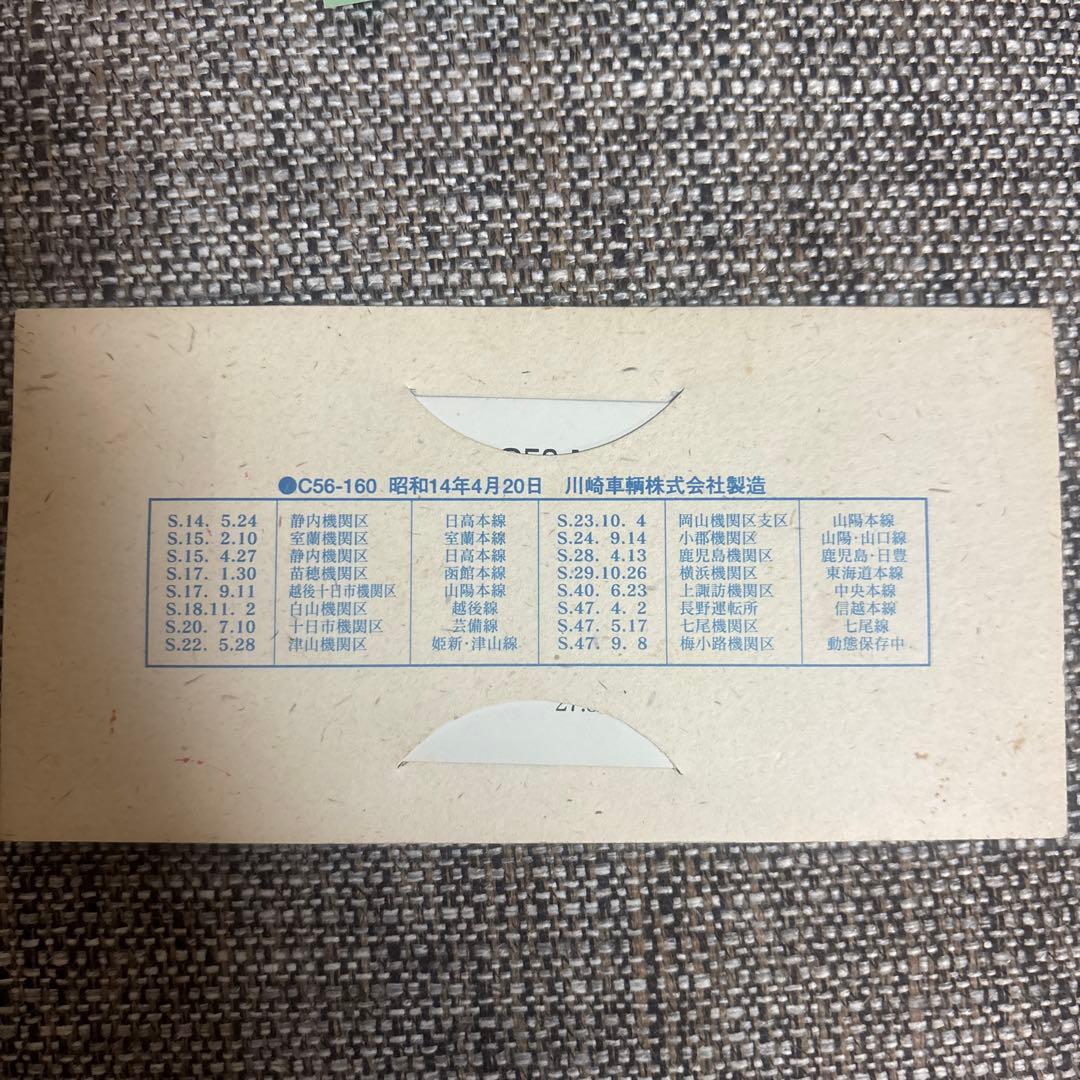 ●C56-160 昭和14年4月20日 川崎車輌株式会社製造
S.14. 5.24 静内機関区 日高本線 S.23.10. 4 岡山機関区支区 山陽本線
S.15. 2.10 室蘭機関区 室蘭本線 S.24. 9.14 小郡機関区 山陽・山口線
S.15. 4.27 静内機関区 日高本線 S.28. 4.13 鹿児島機関区 鹿児島・日豊
S.17. 1.30 苗穂機関区 函館本線 S.29.10.26 横浜機関区 東海道本線
S.17. 9.11 越後十日市機関区 山陽本線 S.40. 6.23 上諏訪機関区 中央本線
S.18.11. 2 白山機関区 越後線 S.47. 4. 2 長野運転所 信越本線
S.20. 7.10 十日市機関区 芸備線 S.47. 5.17 七尾機関区 七尾線
S.22. 5.28 津山機関区 姫新・津山線 S.47. 9. 8 梅小路機関区 動態保存中